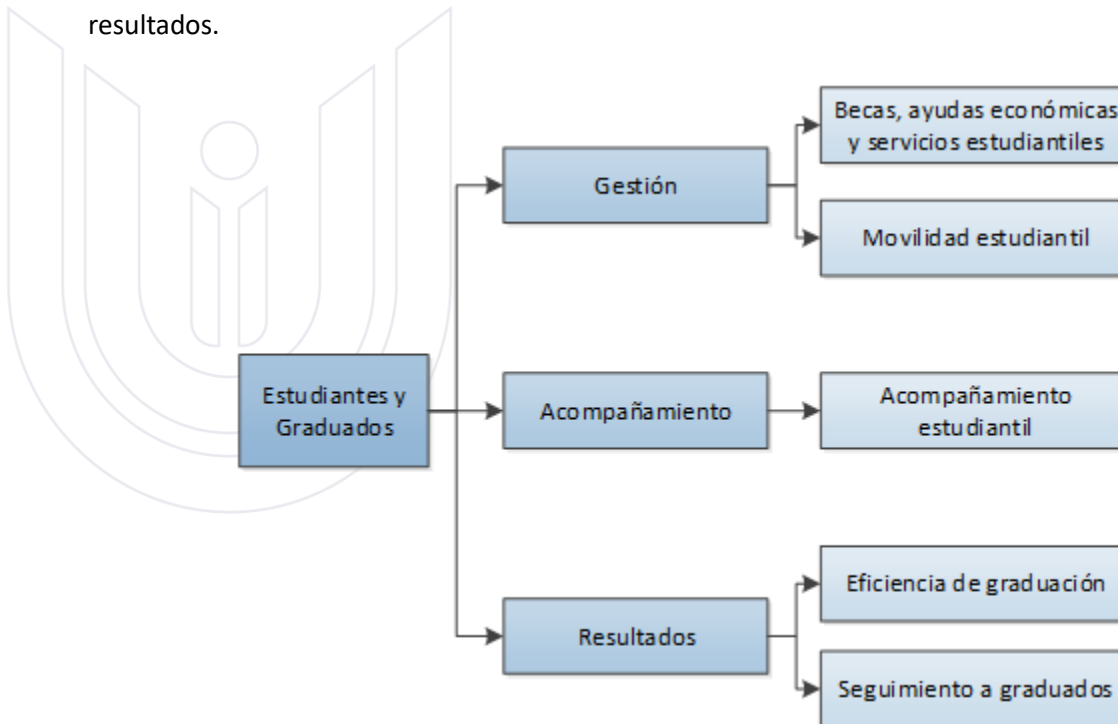 resultados.
Becas, ayudas económicas
y servicios estudiantiles
Gestión
Movilidad estudiantil
Estudiantes y
Graduados
Acompañamiento
Acompañamiento
estudiantil
Eficiencia de graduación
Resultados
Seguimiento a graduados